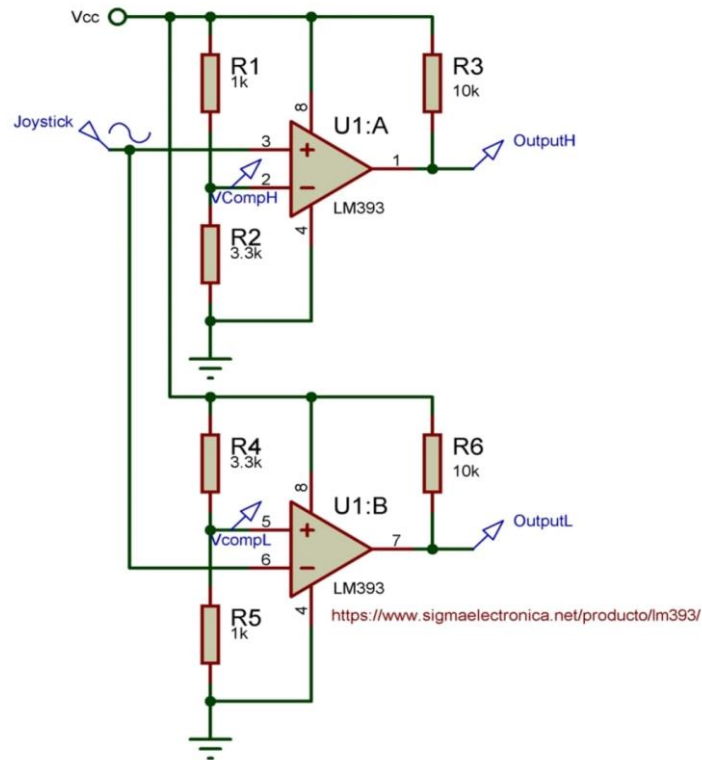 Vcc
R1
1k
R3
10k
Joystick
8
U1:A
3
1
OutputH
2
VCompH
LM393
R2
3.3k
4
R4
3.3k
R6
10k
8
U1:B
5
VcompL
7
OutputL
6
LM393
R5
1k
4
https://www.sigmaelectronica.net/producto/lm393/